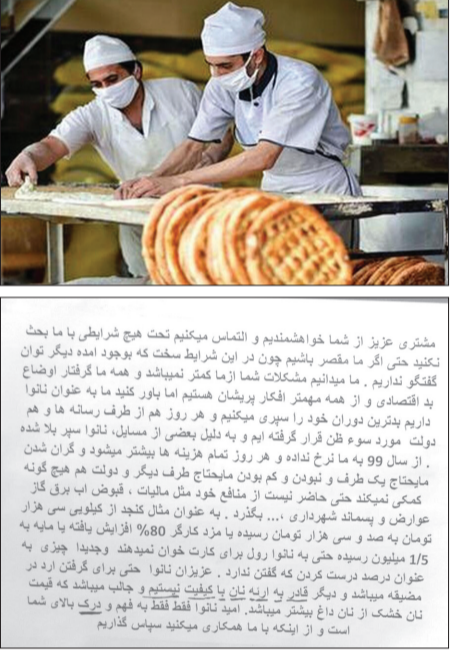 مشتری عزیز از شما خواهشمندیم و التماس میکنیم تحت هیچ شرایطی با ما بحث
نکنید حتی اگر ما مقصر باشیم چون در این شرایط سخت که بوجود امده دیگر توان
گفتگو نداریم . ما میدانیم مشکلات شما ازما کمتر نمیباشد و همه ما گرفتار اوضاع
بد اقتصادی و از همه مهمتر افکار پریشان هستیم اما باور کنید ما به عنوان نانوا
داریم بدترین دوران خود را سپری میکنیم و هر روز هم از طرف رسانه ها و هم
دولت مورد سوء ظن قرار گرفته ایم و به دلیل بعضی از مسایل، نانوا سپر بلا شده
. از سال 99 به ما نرخ نداده و هر روز تمام هزینه ها بیشتر میشود و گران شدن
مایحتاج یک طرف و نبودن و کم بودن مایحتاج طرف دیگر و دولت هم هیچ گونه
کمکی نمیکند حتی حاضر نیست از منافع خود مثل مالیات ، قبوض اب برق گاز
عوارض و پسماند شهرداری ،... بگذرد . به عنوان مثال کنجد از کیلویی سی هزار
تومان به صد و سی هزار تومان رسیده یا مزد کارگر 80% افزایش یافته یا مایه به
1/5 میلیون رسیده حتی به نانوا رول برای کارت خوان نمیدهند وجدیدا چیزی به
عنوان درصد درست کردن که گفتن ندارد . عزیزان نانوا حتی برای گرفتن ارد در
مضیقه میباشد و دیگر قادر به ارئه نان با کیفیت نیستیم و جالب میباشد که قیمت
نان خشک از نان داغ بیشتر میباشد. امید نانوا فقط فقط به فهم و درک بالای شما
است و از اینکه با ما همکاری میکنید سپاس گذاریم